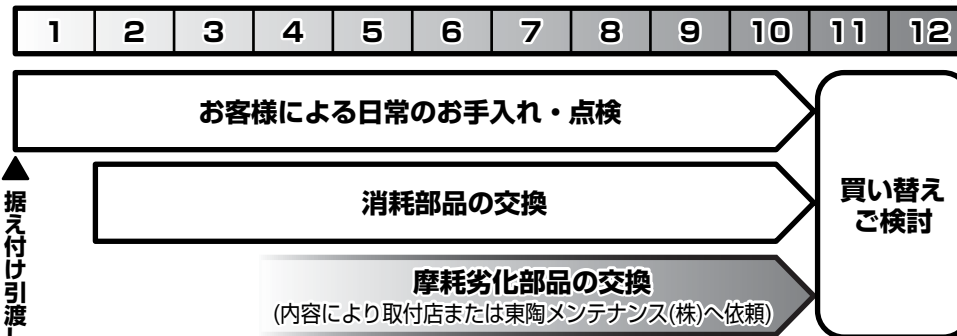 1 2 3 4 5 6 7 8 9 10 11 12
お客様による日常のお手入れ・点検
消耗部品の交換
摩耗劣化部品の交換
(内容により取付店または東陶メンテナンス(株)へ依頼)
買い替え
ご検討
▲
据え付け引渡し